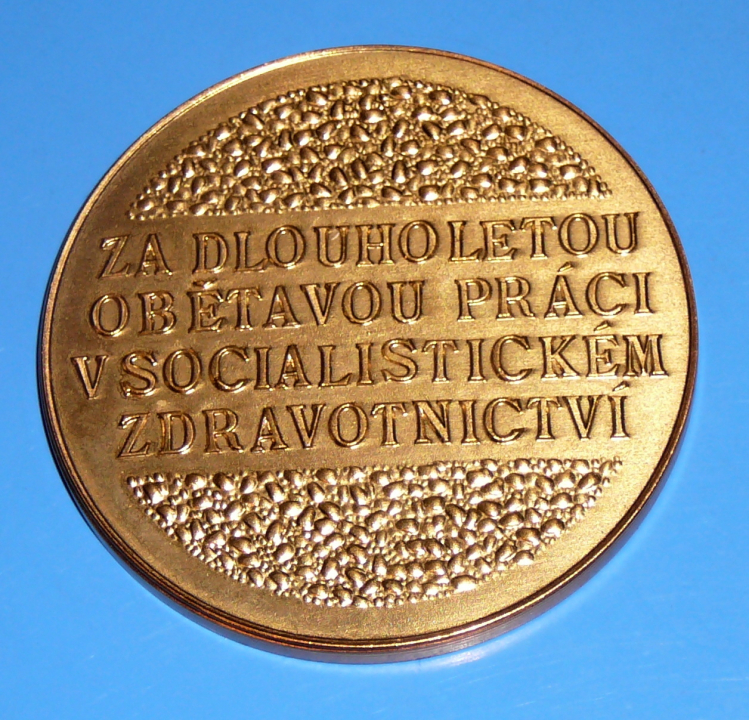 ZA DLOUHOLETOU
OBĚTAVOU PRÁCI
V SOCIALISTICKÉM
ZDRAVOTNICTVÍ